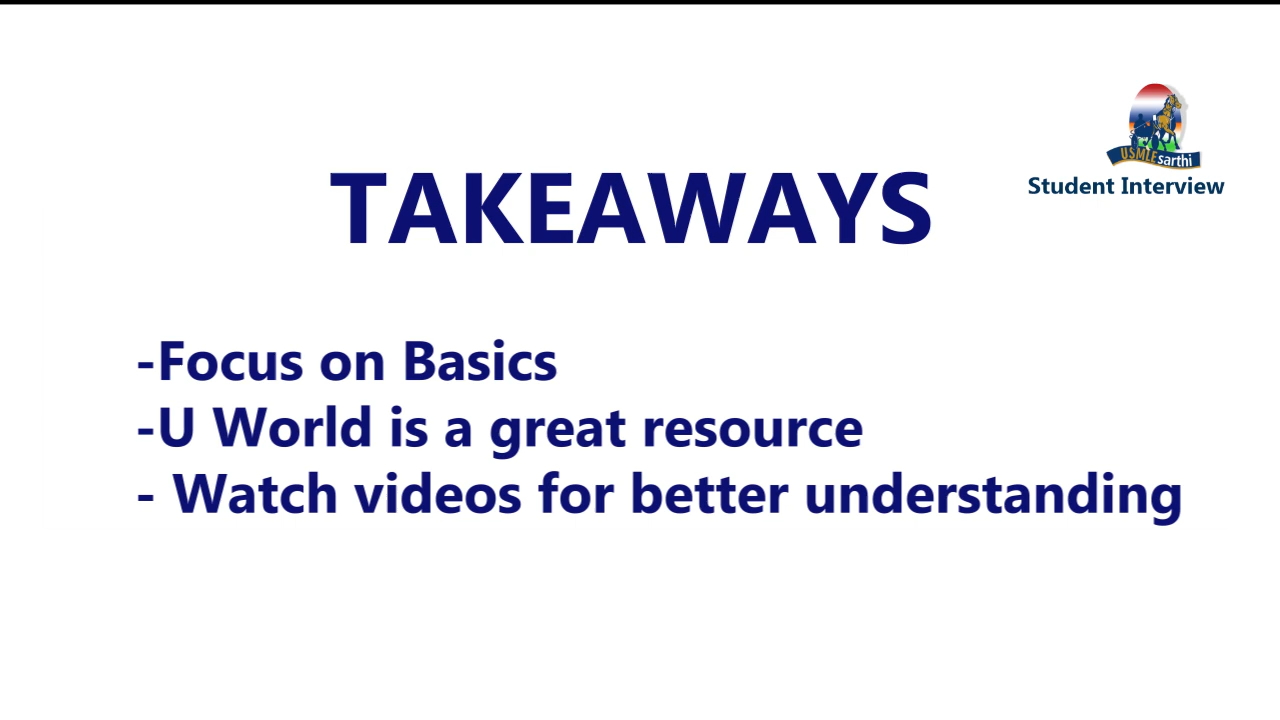 USMLE sarthi
Student Interview
TAKEAWAYS
-Focus on Basics
-U World is a great resource
- Watch videos for better understanding